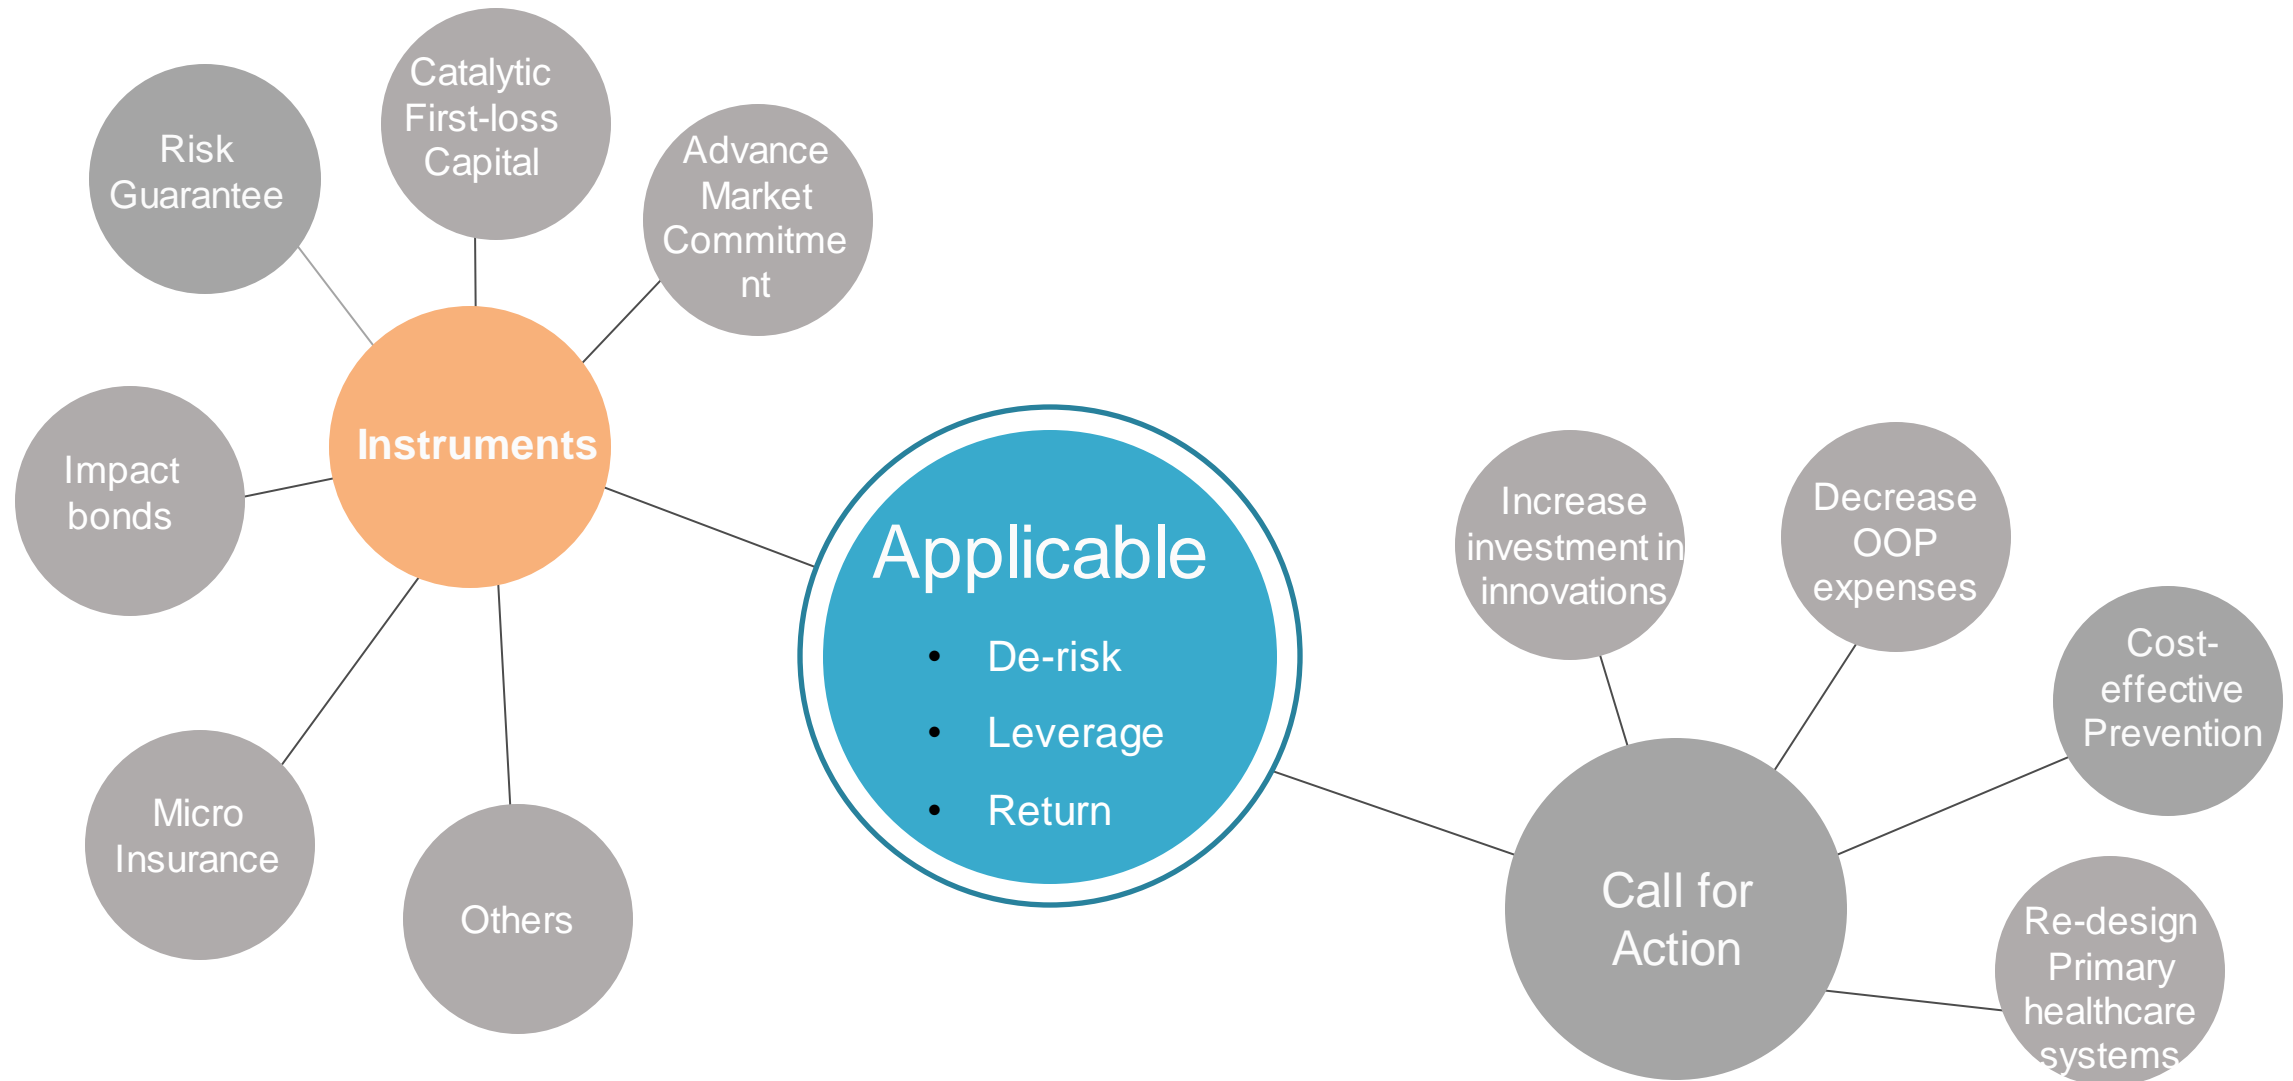 Catalytic
First-loss
Capital
Risk
Guarantee
Advance
Market
Commitme
nt
Instruments
Impact
bonds
Micro
Insurance
Others
Applicable
• De-risk
• Leverage
• Return
Increase
investment in
innovations
Decrease
OOP
expenses
Cost-
effective
Prevention
Call for
Action
Re-design
Primary
healthcare
systems